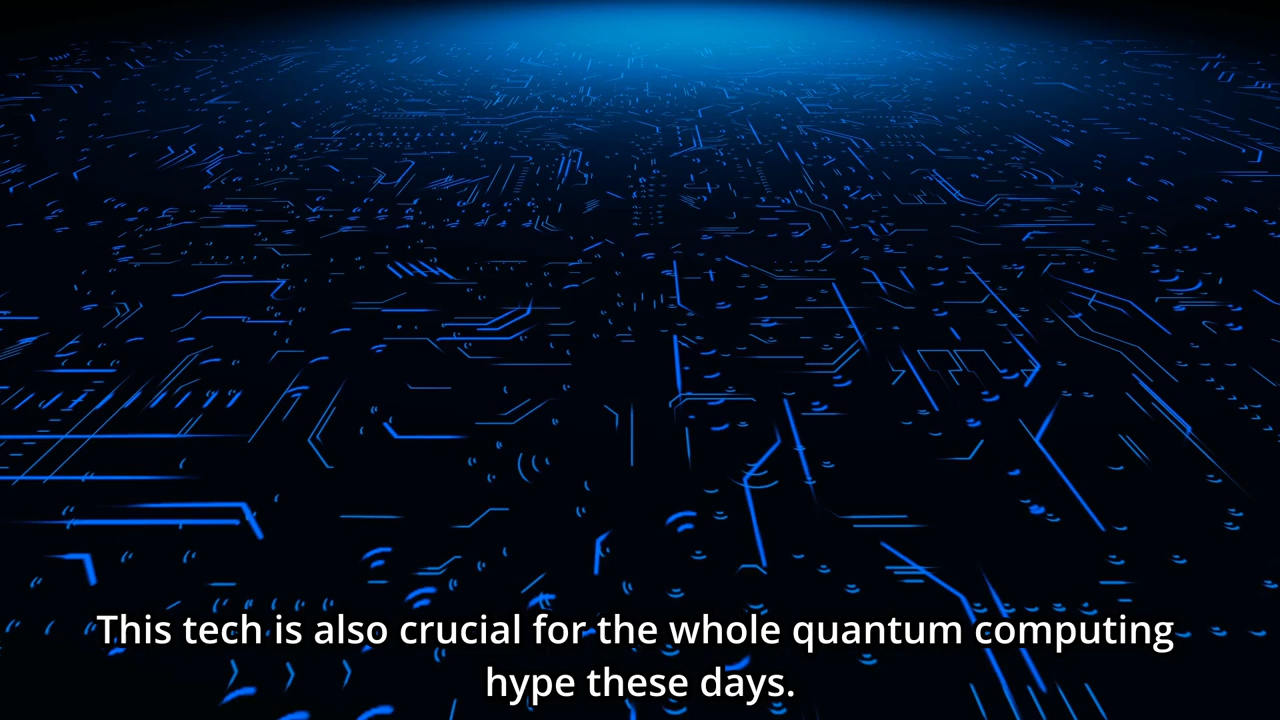 This tech is also crucial for the whole quantum computing
hype these days.